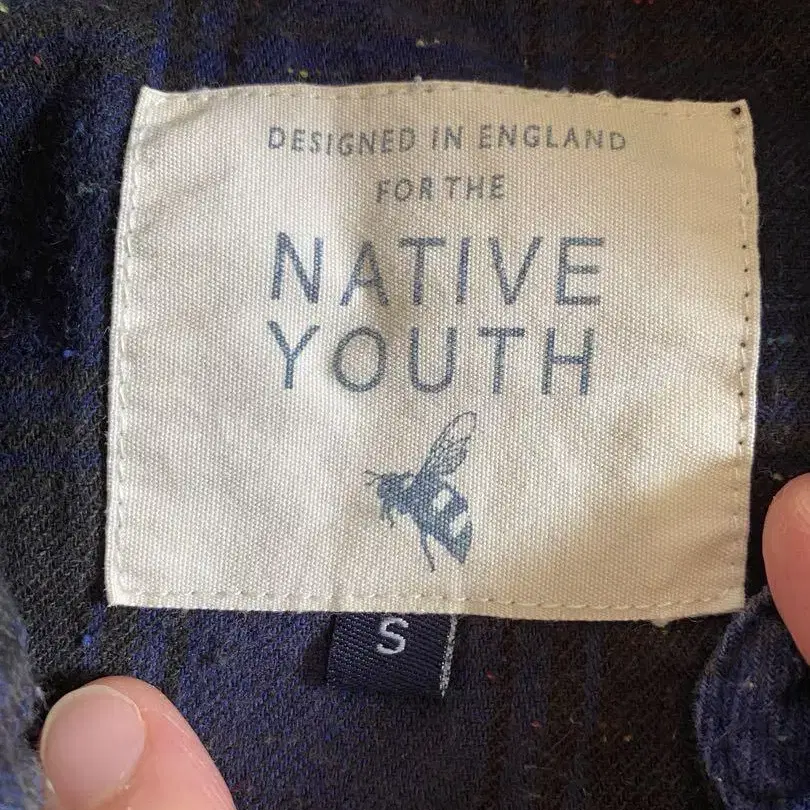 DESIGNED IN ENGLAND
FOR THE
NATIVE
YOUTH
S